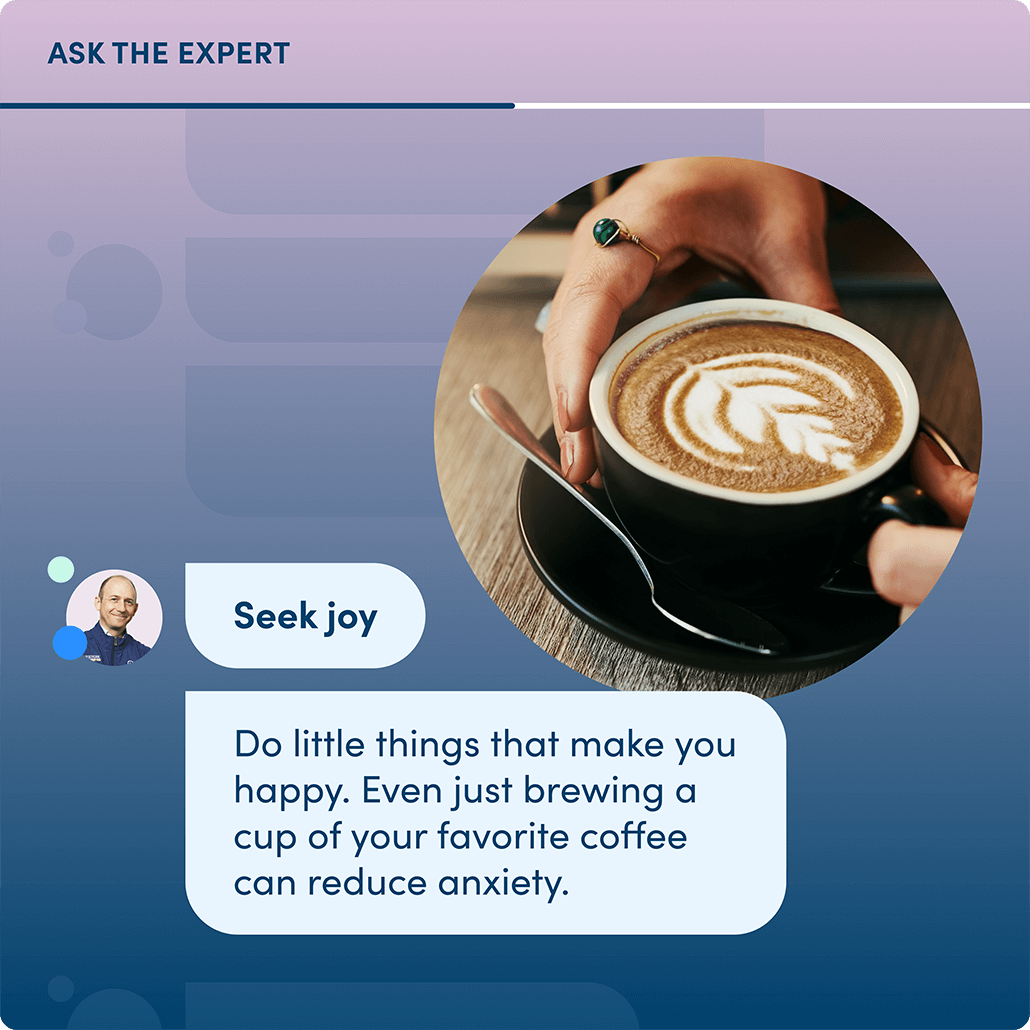 ASK THE EXPERT
Seek joy
Do little things that make you
happy. Even just brewing a
cup of your favorite coffee
can reduce anxiety.